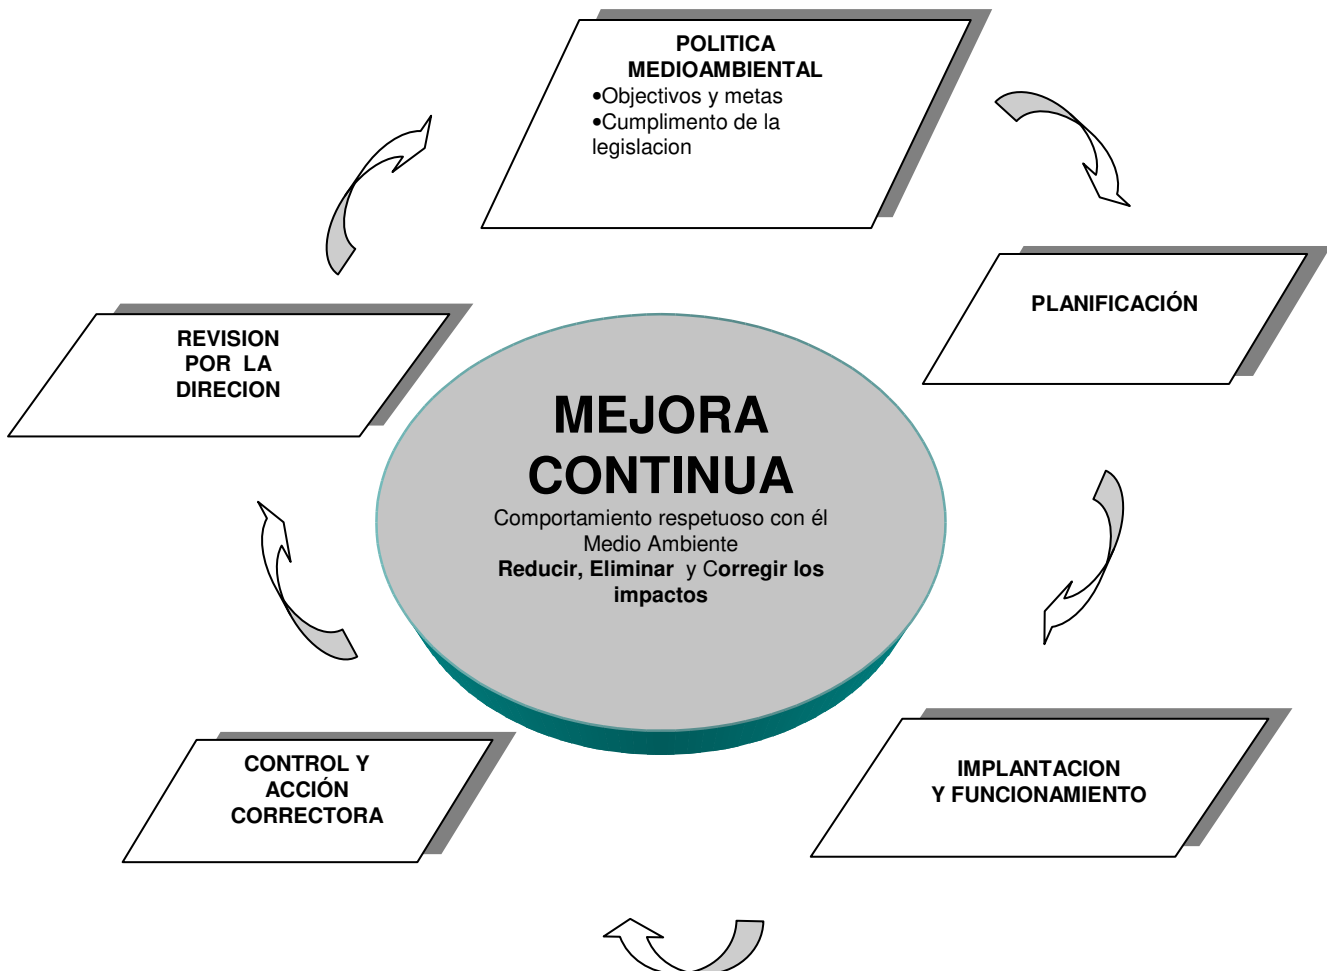 POLITICA
MEDIOAMBIENTAL
•Objectivos y metas
•Cumplimento de la
legislacion
PLANIFICACIÓN
REVISION
POR LA
DIRECION
MEJORA
CONTINUA
Comportamiento respetuoso con él
Medio Ambiente
Reducir, Eliminar y Corregir los
impactos
CONTROL Y
ACCIÓN
CORRECTORA
IMPLANTACION
Y FUNCIONAMIENTO